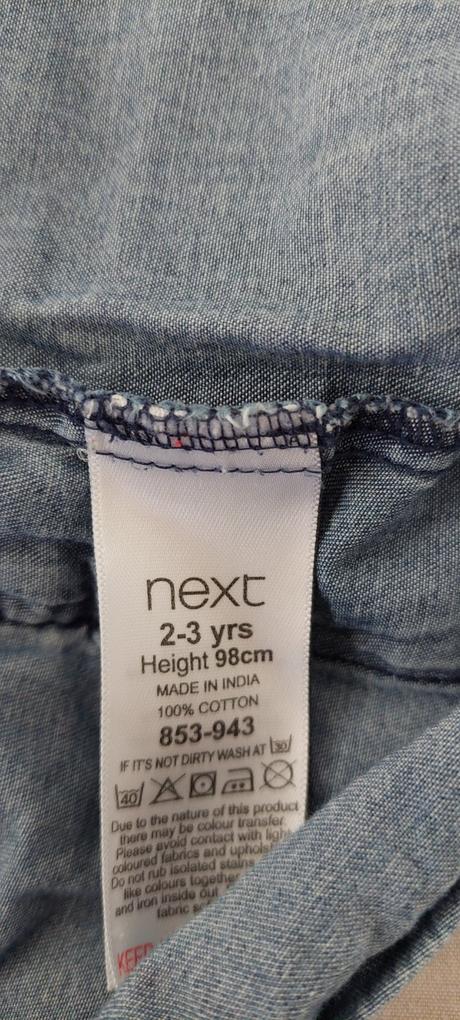 next
2-3 yrs
Height 98cm
MADE IN INDIA
100% COTTON
853-943
IF IT'S NOT DIRTY WASH AT 30
40
Due to the nature of this product
there may be colour transfer.
Please avoid contact with light
coloured fabrics and
Do not rub isolated stains
like colours
and iron inside out
fabric